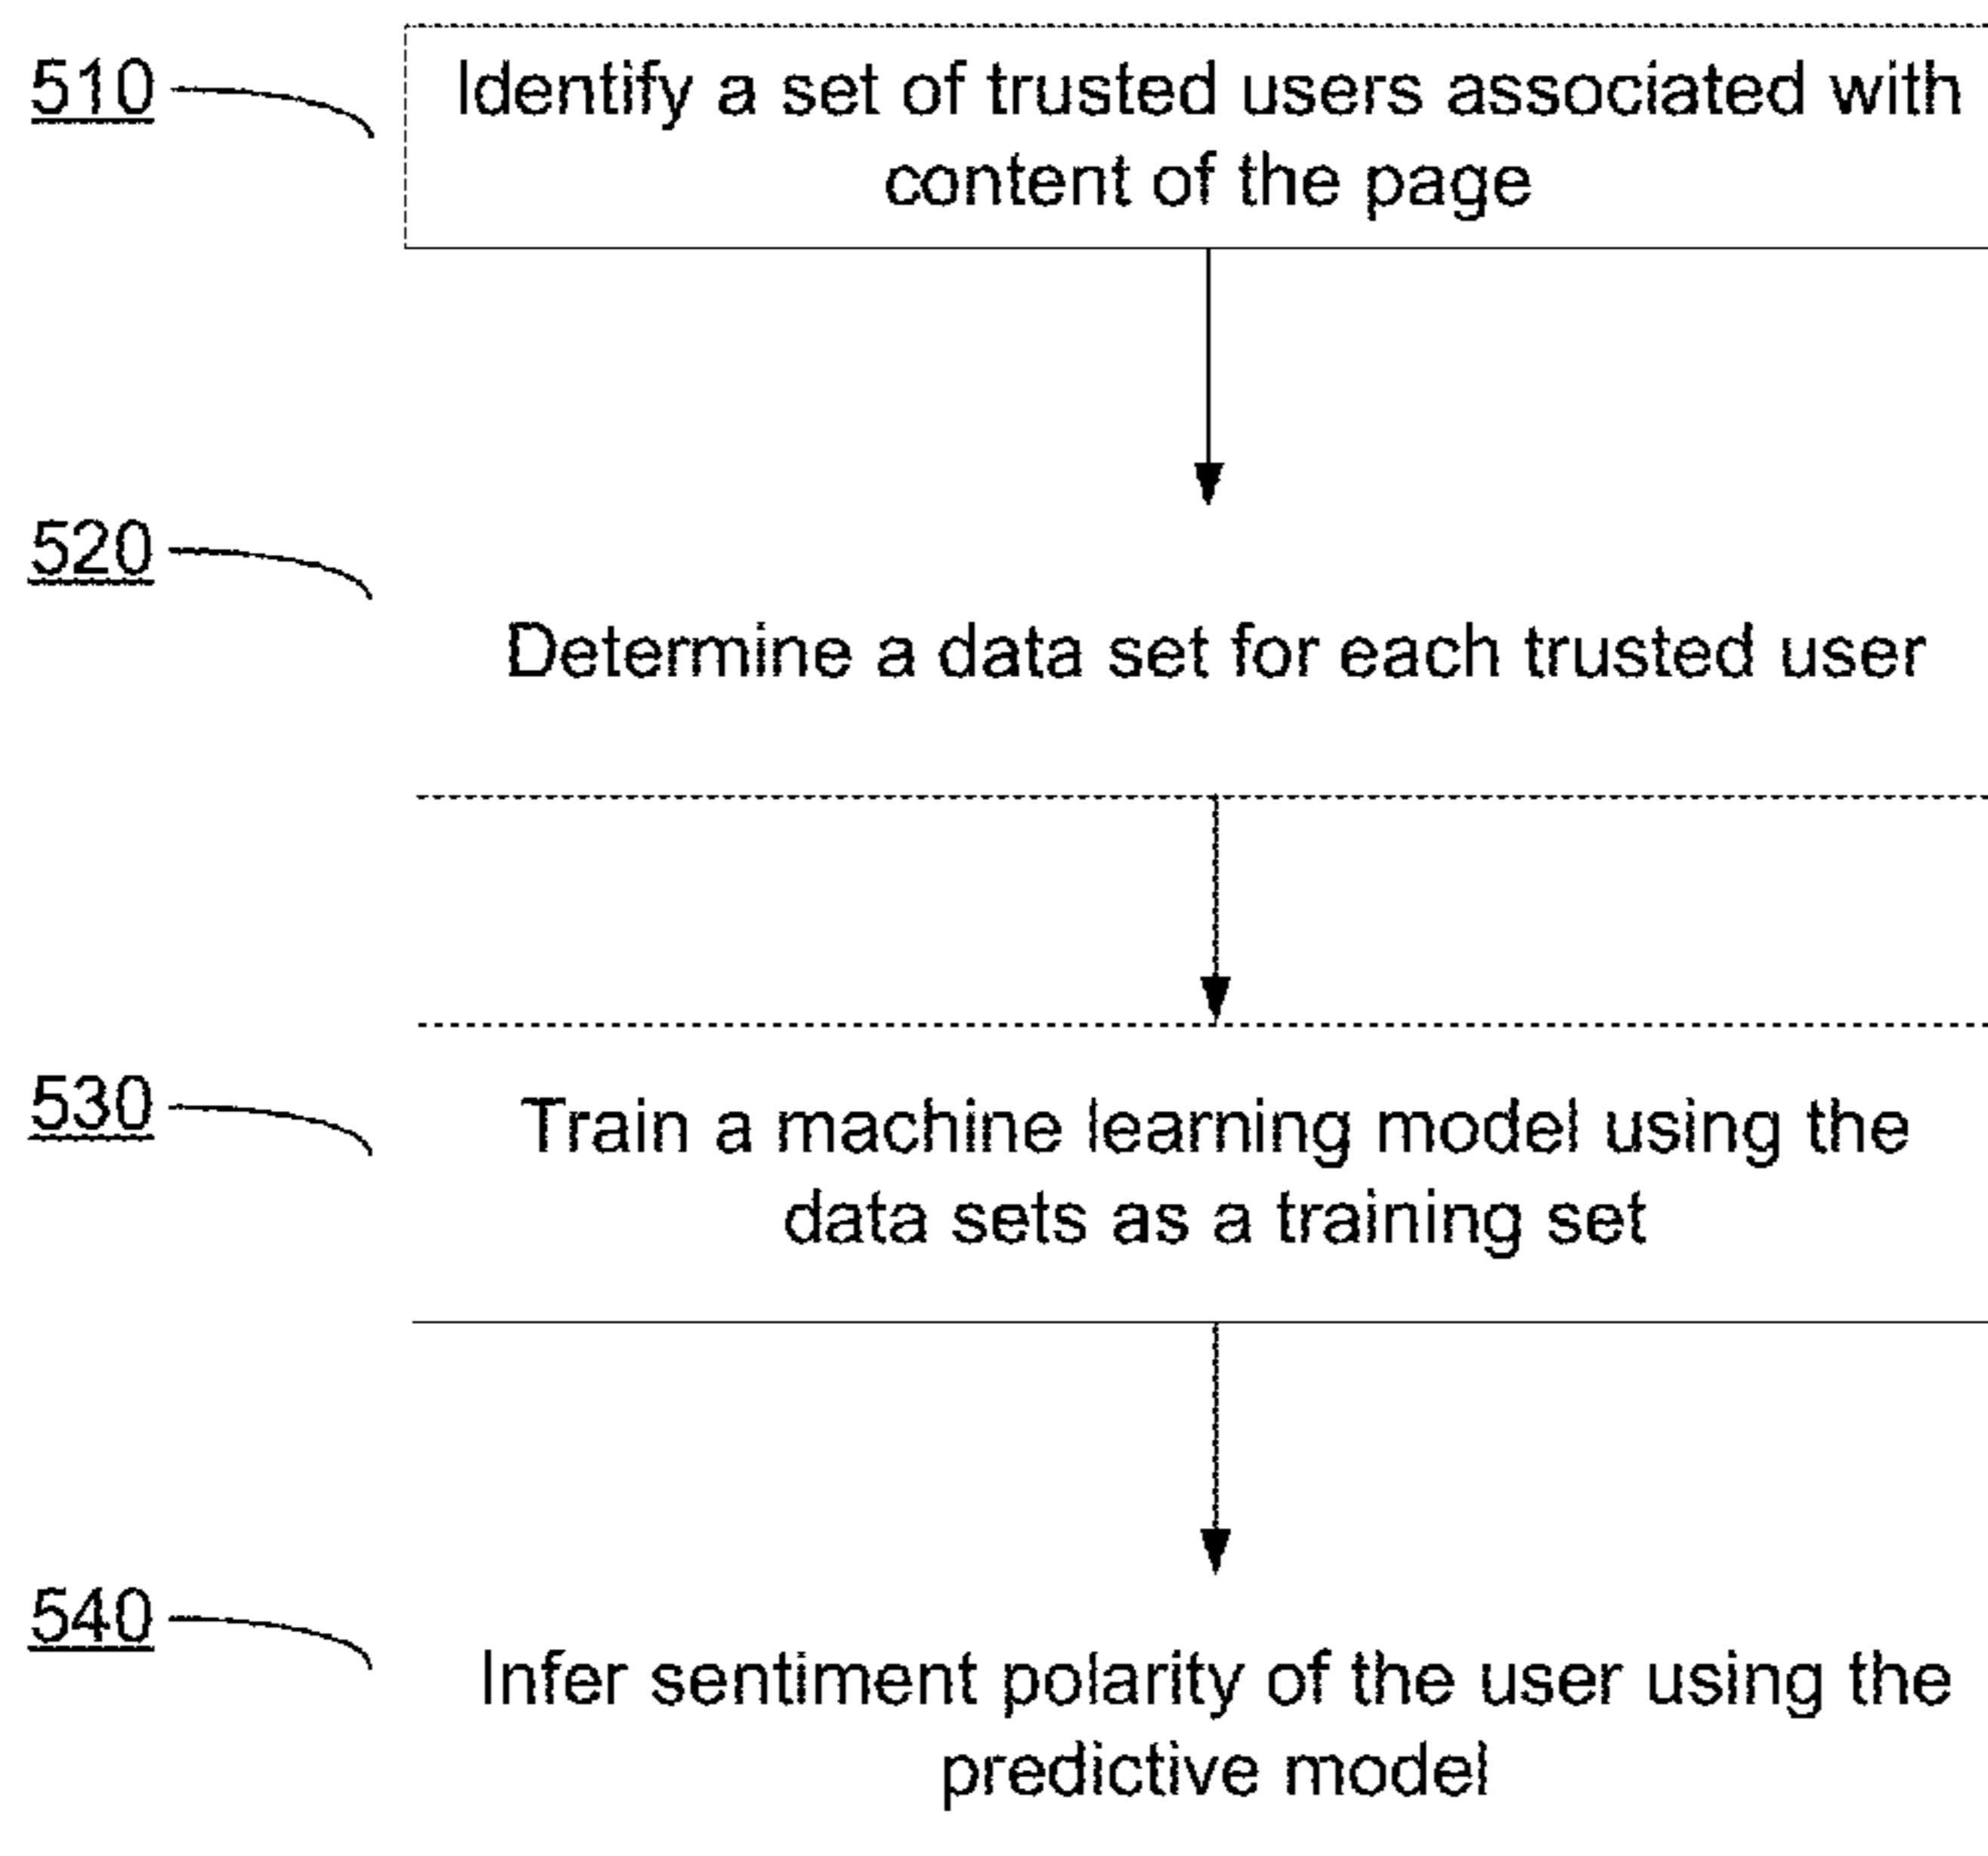 510
Identify a set of trusted users associated with
content of the page
520
Determine a data set for each trusted user
530
Train a machine learning model using the
data sets as a training set
540
Infer sentiment polarity of the user using the
predictive model